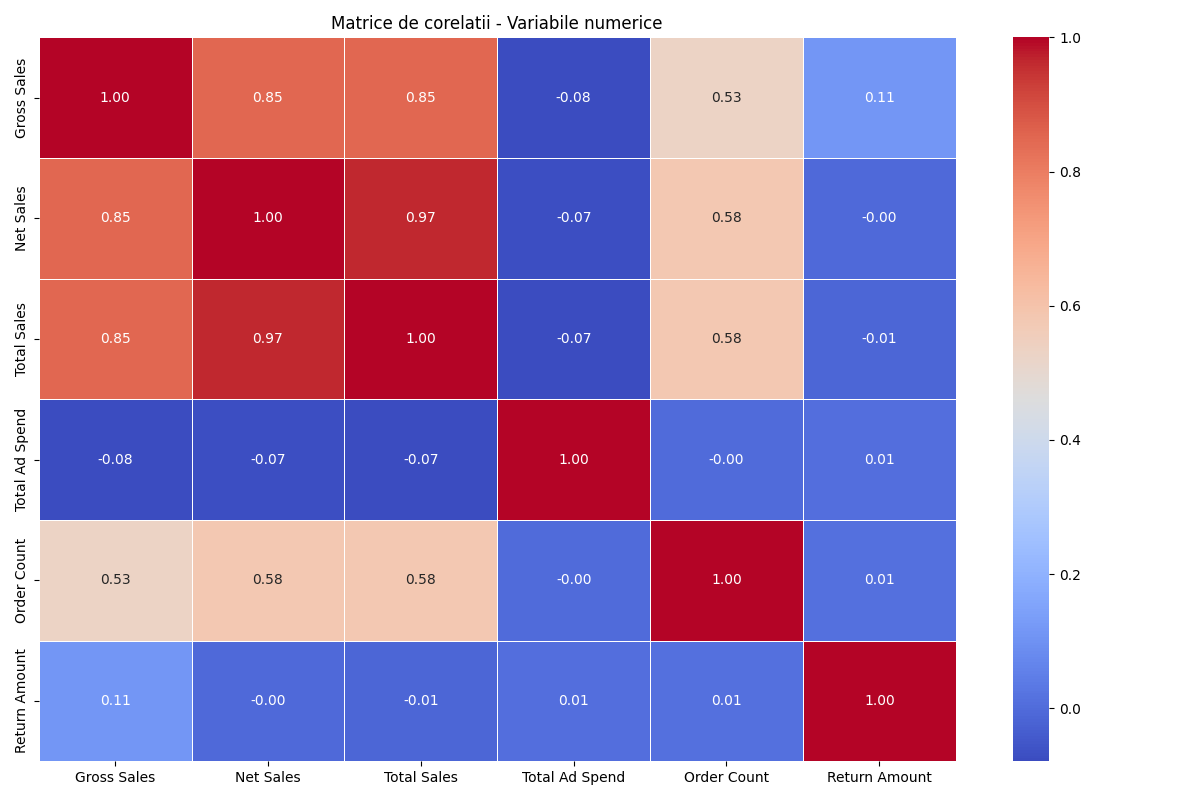 Matrice de corelatii - Variabile numerice
Gross Sales
1.00 0.85 0.85 -0.08 0.53 0.11
Net Sales
0.85 1.00 0.97 -0.07 0.58 -0.00
Total Sales
0.85 0.97 1.00 -0.07 0.58 -0.01
Total Ad Spend
-0.08 -0.07 -0.07 1.00 -0.00 0.01
Order Count
0.53 0.58 0.58 -0.00 1.00 0.01
Return Amount
0.11 -0.00 -0.01 0.01 0.01 1.00
Gross Sales Net Sales Total Sales Total Ad Spend Order Count Return Amount
1.0
0.8
0.6
0.4
0.2
0.0